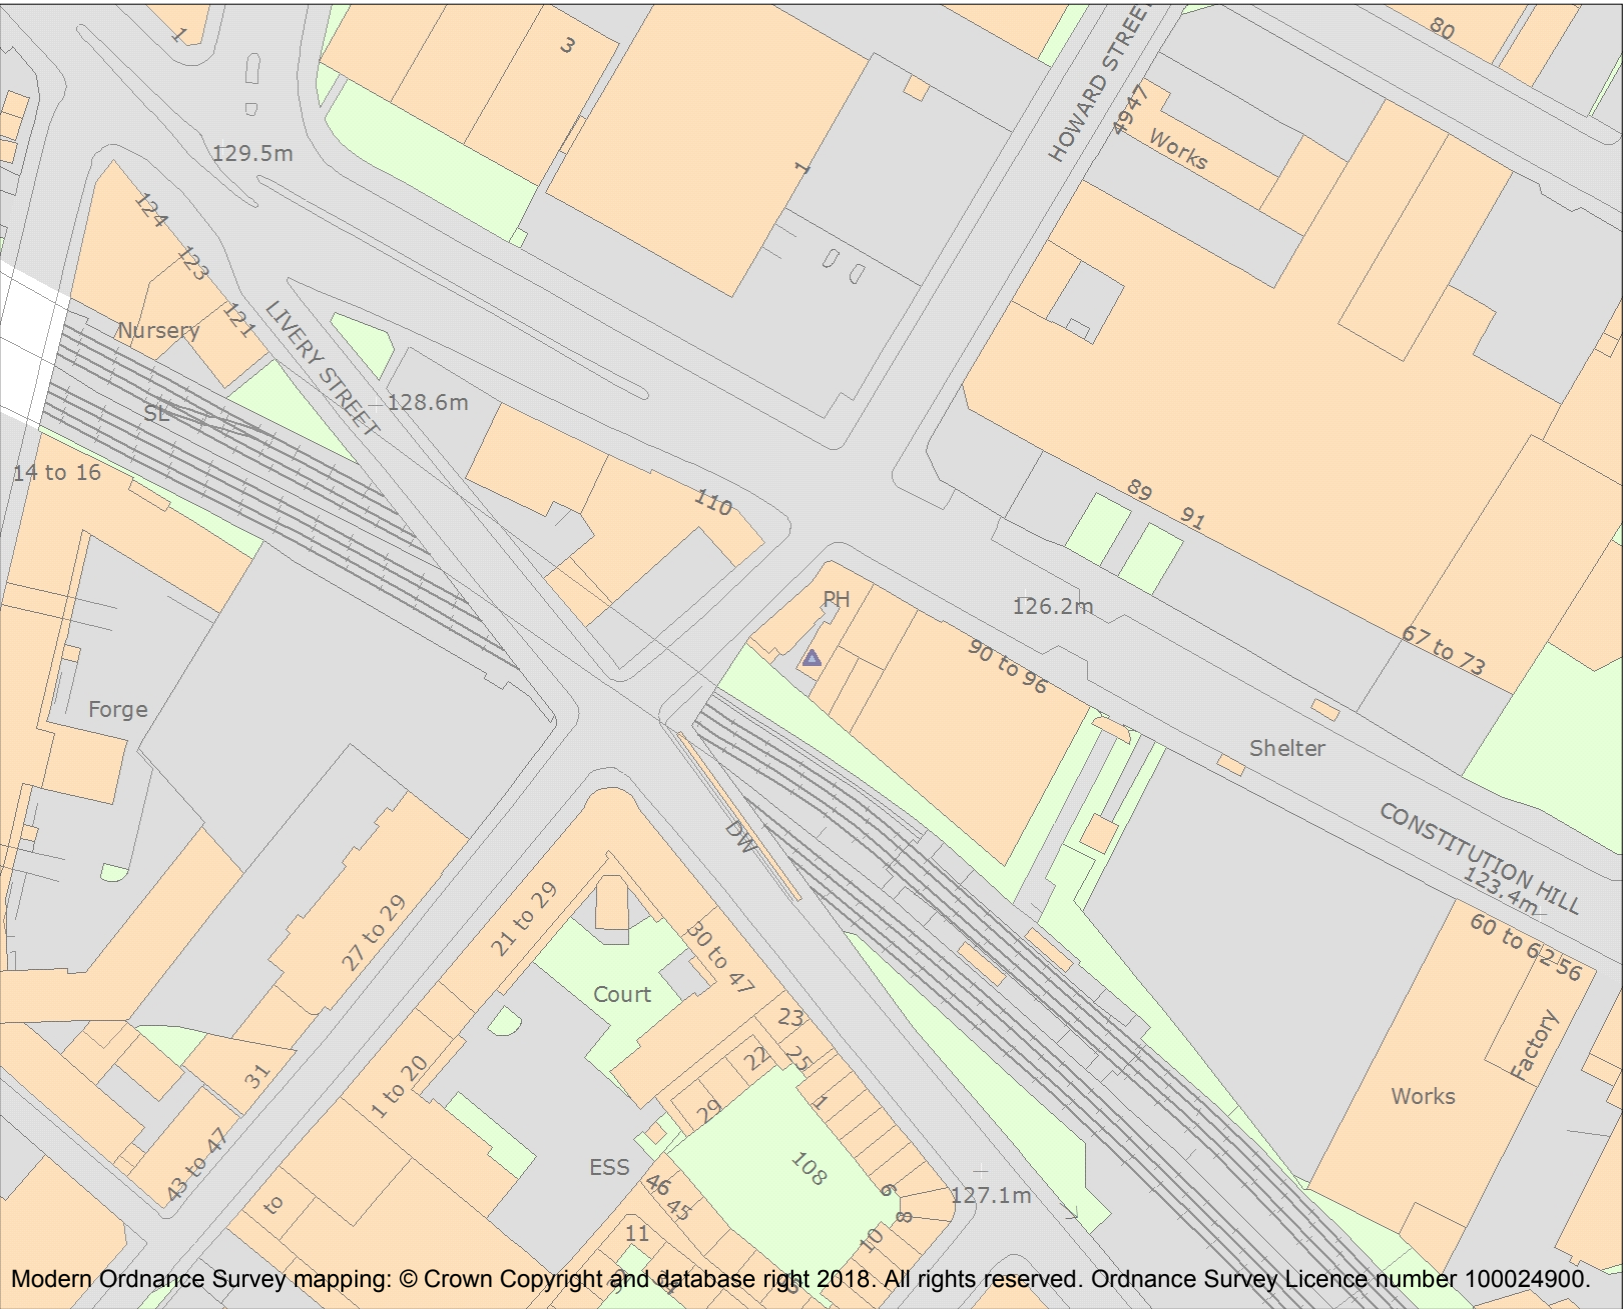 1
3
80
HOWARD STREET
4947
Works
129.5m
1
124
123
121
Nursery
LIVERY STREET
SL
128.6m
14 to 16
110
89
91
PH
126.2m
90 to 96
67 to 73
Forge
Shelter
DW
CONSTITUTION HILL
123.4m
60 to 62
56
27 to 29
21 to 29
30 to 47
Court
23
25
22
29
1
Factory
Works
31
1 to 20
43 to 47
ESS
108
46
45
6
8
10
127.1m
to
11
Modern Ordnance Survey mapping: © Crown Copyright and database right 2018. All rights reserved. Ordnance Survey Licence number 100024900.